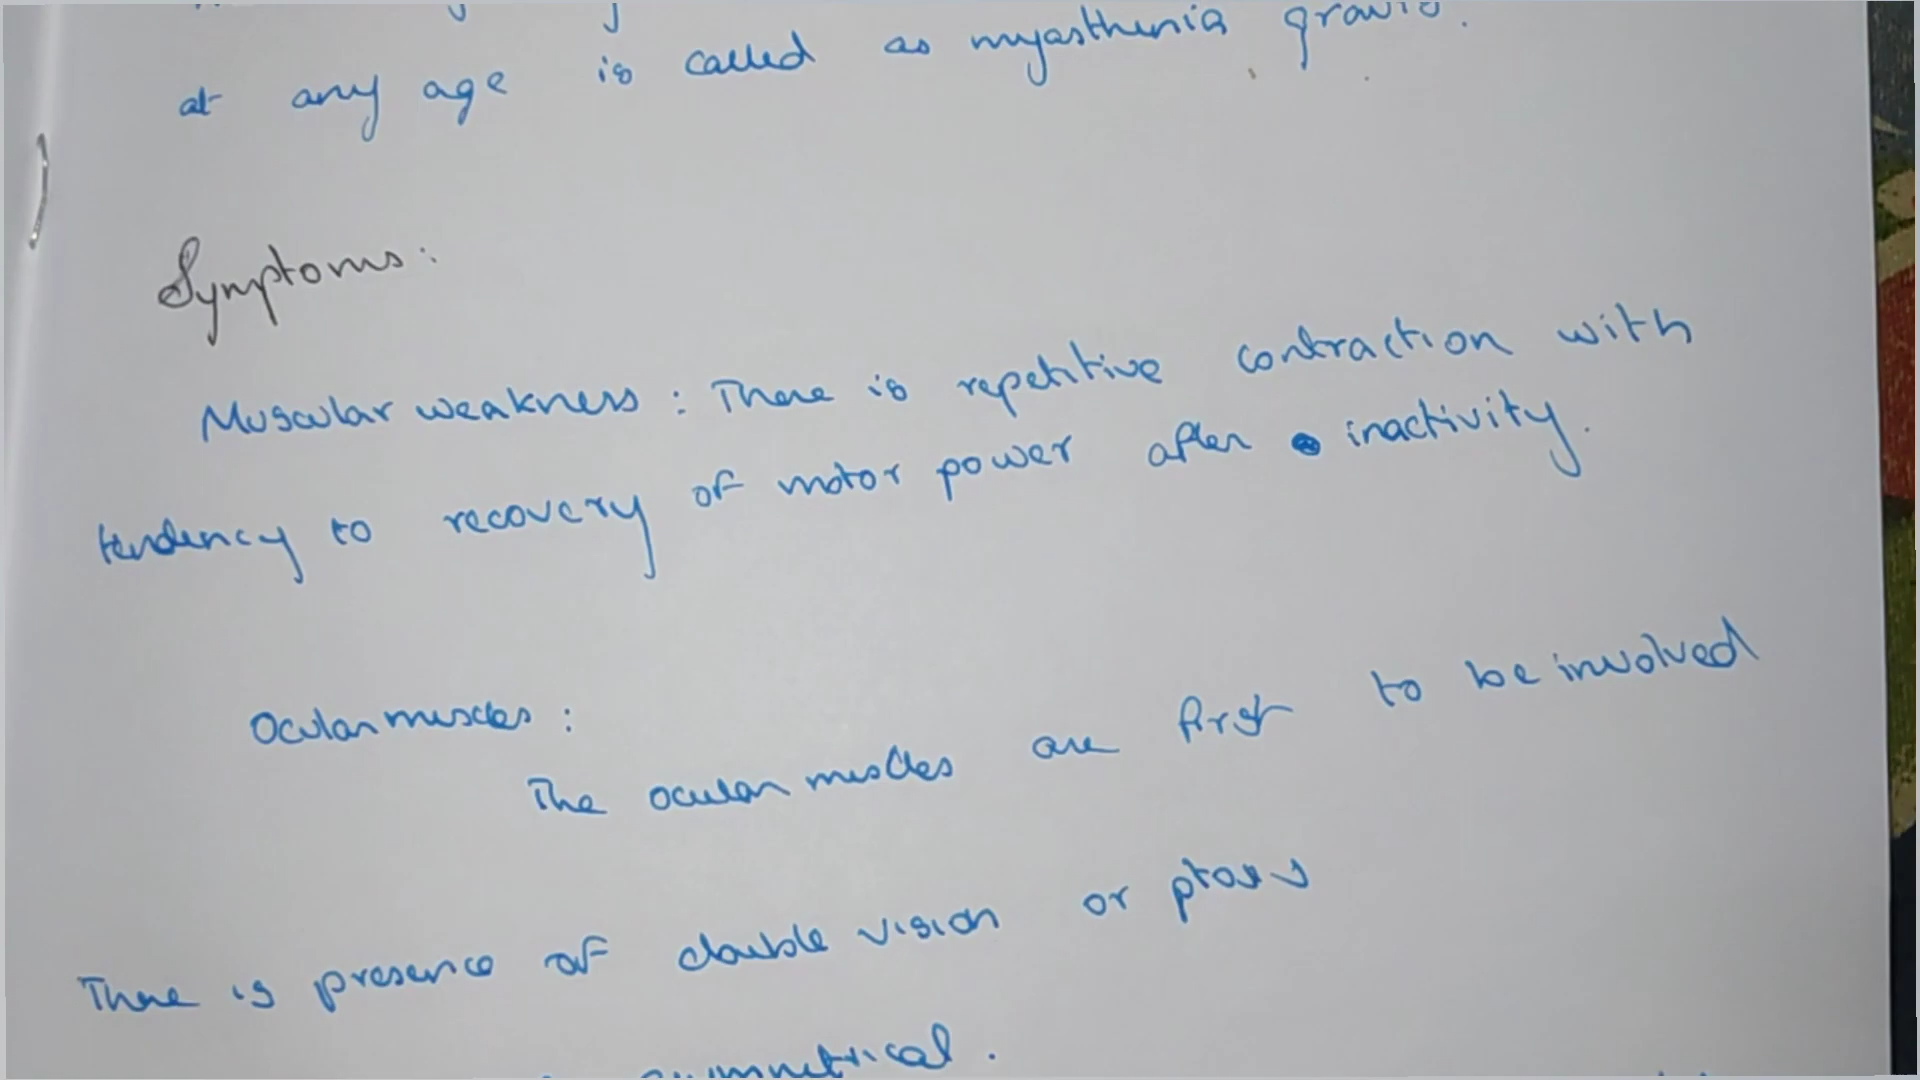 at any age is called as myasthenia gravis.
Symptoms:
Muscular weakness : There is repetitive contraction with
tendency to recovery of motor power after inactivity.
Ocular muscles :
The ocular muscles are first to be involved
There is presence of double vision or ptosis